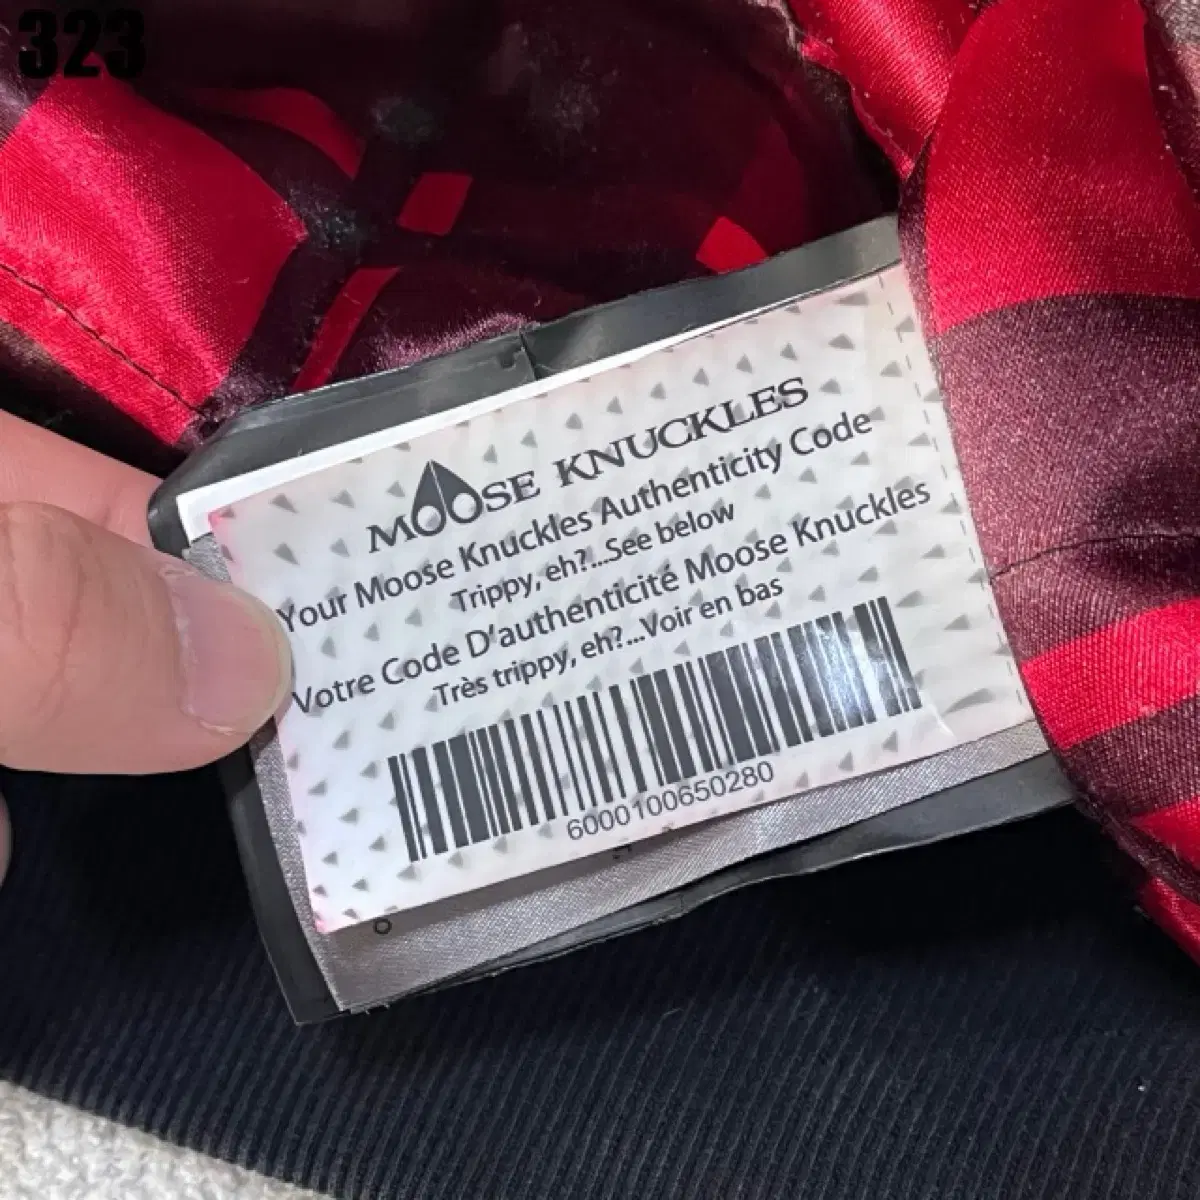 323
MOOSE KNUCKLES
Your Moose Knuckles Authenticity Code
Trippy, eh?...See below
Votre Code D'authenticité Moose Knuckles
Très trippy, eh?...Voir en bas
6000100650280